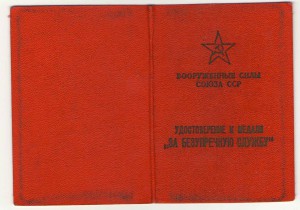 ВООРУЖЕННЫЕ СИЛЫ
СОЮЗА ССР
УДОСТОВЕРЕНИЕ К МЕДАЛИ
„ЗА БЕЗУПРЕЧНУЮ СЛУЖБУ"